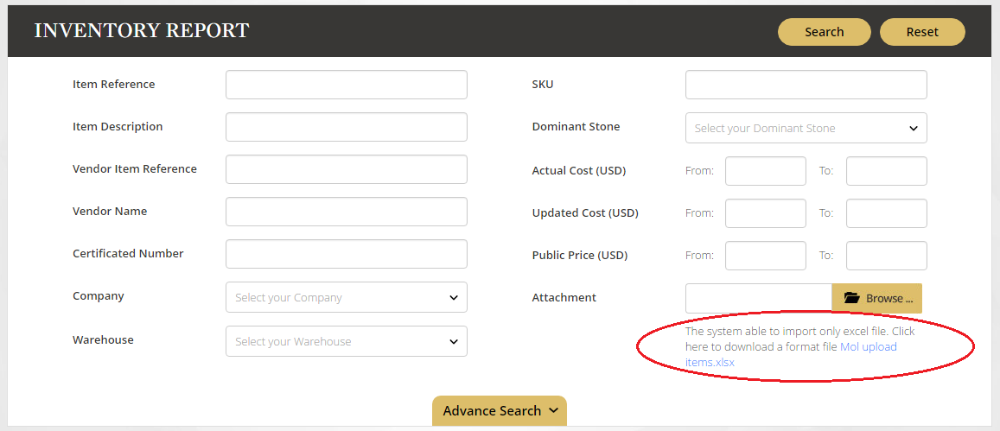 INVENTORY REPORT
Search
Reset
Item Reference
SKU
Item Description
Dominant Stone
Select your Dominant Stone
Vendor Item Reference
Actual Cost (USD)
From:
To:
Vendor Name
Updated Cost (USD)
From:
To:
Certificated Number
Public Price (USD)
From:
To:
Company
Select your Company
Attachment
Browse ...
Warehouse
Select your Warehouse
The system able to import only excel file. Click
here to download a format file Mol upload
items.xlsx
Advance Search